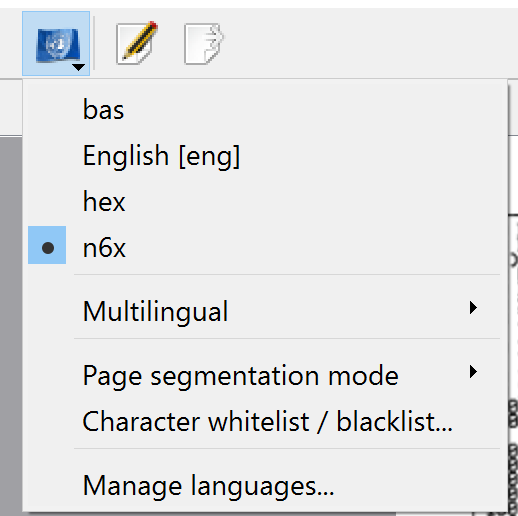 bas
English [eng]
hex
n6x
Multilingual
Page segmentation mode
Character whitelist / blacklist...
Manage languages...